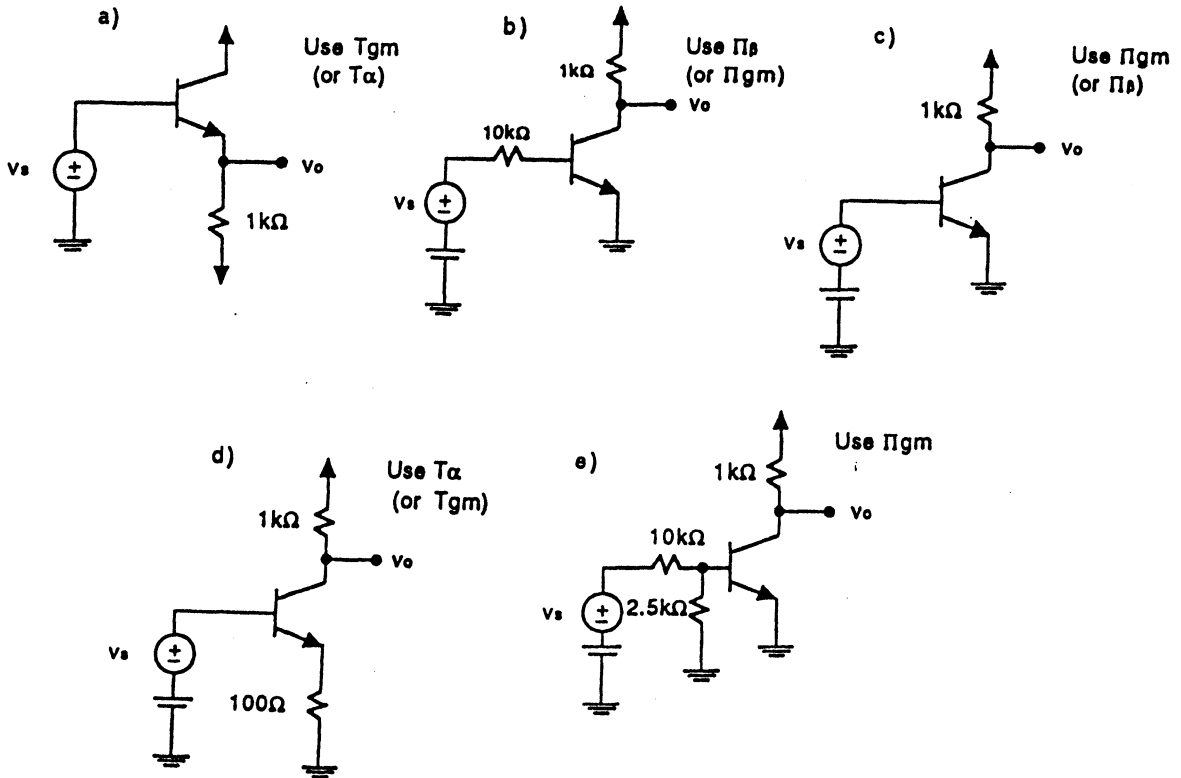 a)
Use Tgm
(or Tα)
Vs
Vo
1kΩ
b)
Use Πβ
(or Πgm)
1kΩ
Vo
10kΩ
Vs
c)
Use Πgm
(or Πβ)
1kΩ
Vo
Vs
d)
Use Tα
(or Tgm)
1kΩ
Vo
Vs
100Ω
e)
Use Πgm
1kΩ
Vo
10kΩ
Vs
2.5kΩ